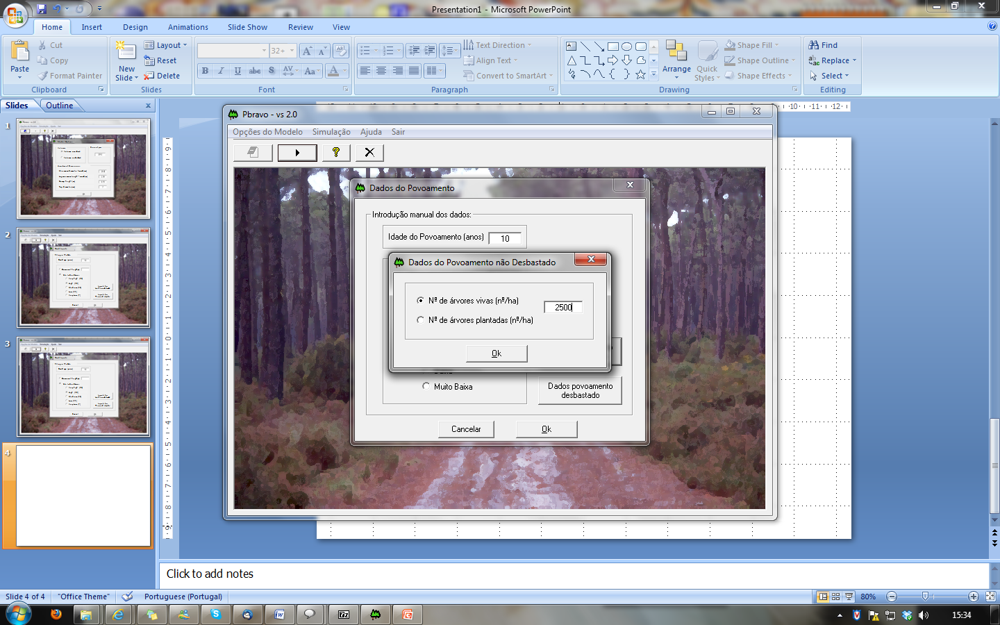 Presentation1 - Microsoft PowerPoint
Home Insert Design Animations Slide Show Review View
Paste
Cut
Copy
Format Painter
Clipboard
New Slide
Layout
Reset
Delete
Slides
32+
B I U abc S AV Aa A
Font
Text Direction
Align Text
Convert to SmartArt
Paragraph
Arrange
Quick Styles
Shape Fill
Shape Outline
Shape Effects
Drawing
Find
Replace
Select
Editing
Slides Outline x
1
2
3
4
Pbravo - vs 2.0
Opções do Modelo Simulação Ajuda Sair
Dados do Povoamento
Introdução manual dos dados:
Idade do Povoamento (anos) 10
Dados do Povoamento não Desbastado
Nº de árvores vivas (nº/ha)
2500
Nº de árvores plantadas (nº/ha)
Ok
Muito Baixa
Dados povoamento desbastado
Cancelar Ok
Click to add notes
Slide 4 of 4 "Office Theme" Portuguese (Portugal) 80%
15:34